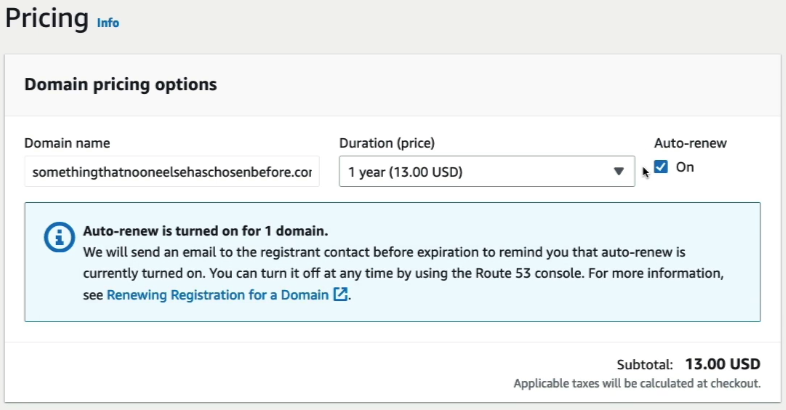 Pricing Info
Domain pricing options
Domain name
Duration (price)
Auto-renew
somethingthatnooneelsehaschosenbefore.cor
1 year (13.00 USD)
On
Auto-renew is turned on for 1 domain.
We will send an email to the registrant contact before expiration to remind you that auto-renew is
currently turned on. You can turn it off at any time by using the Route 53 console. For more information,
see Renewing Registration for a Domain.
Subtotal: 13.00 USD
Applicable taxes will be calculated at checkout.